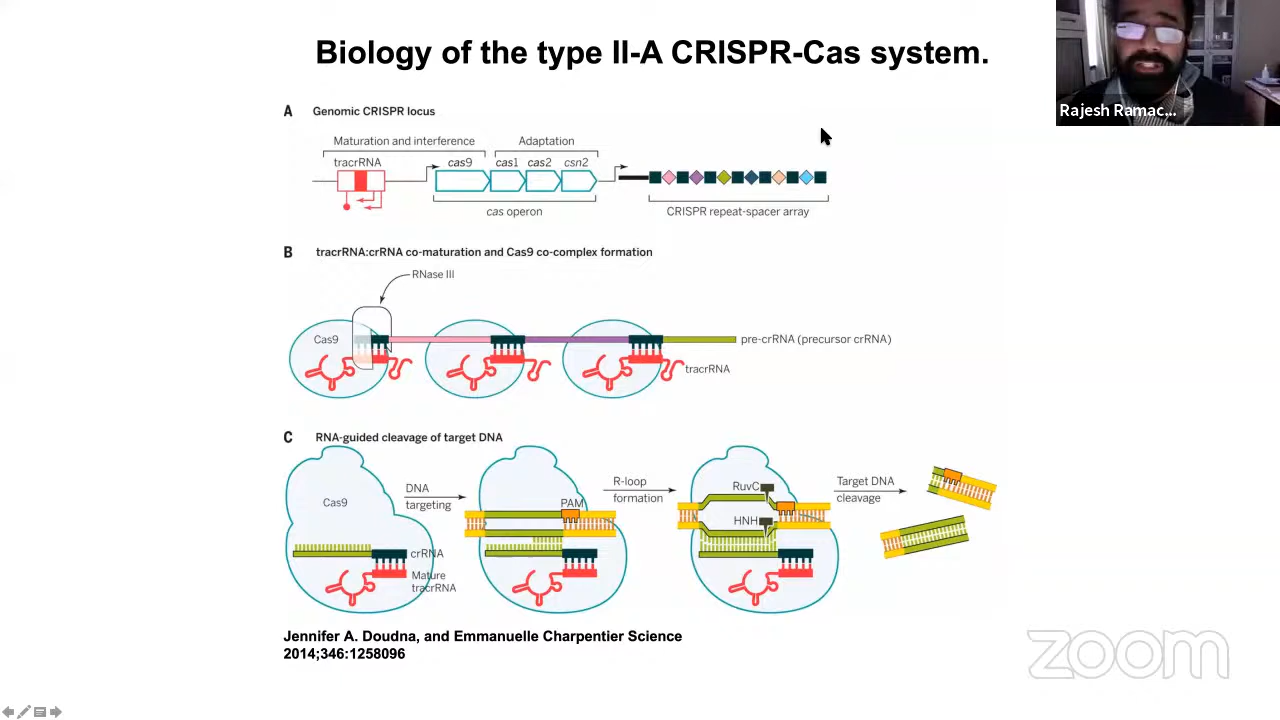 Biology of the type II-A CRISPR-Cas system.
Rajesh Ramac...
A Genomic CRISPR locus
Maturation and interference Adaptation
tracrRNA cas9 cas1 cas2 csn2
cas operon CRISPR repeat-spacer array
B tracrRNA:crRNA co-maturation and Cas9 co-complex formation
RNase III
Cas9 pre-crRNA (precursor crRNA)
tracrRNA
C RNA-guided cleavage of target DNA
Cas9
DNA
targeting
PAM
R-loop
formation
RuvC
HNH
Target DNA
cleavage
crRNA
Mature
tracrRNA
Jennifer A. Doudna, and Emmanuelle Charpentier Science
2014;346:1258096
zoom